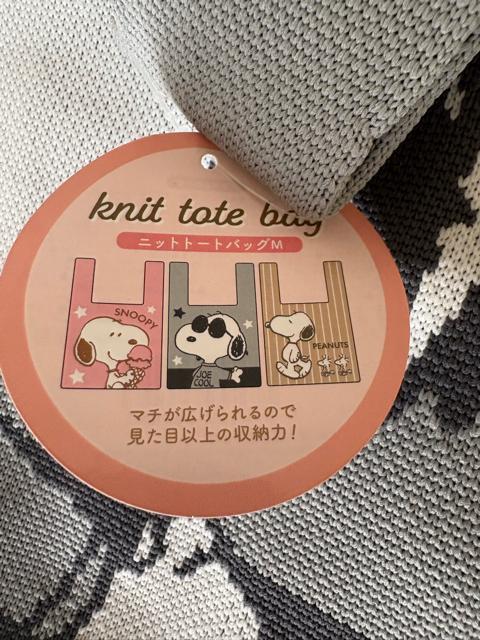 knit tote bag
ニットトートバッグM
SNOOPY
JOE
COOL
PEANUTS
マチが広げられるので
見た目以上の収納力！